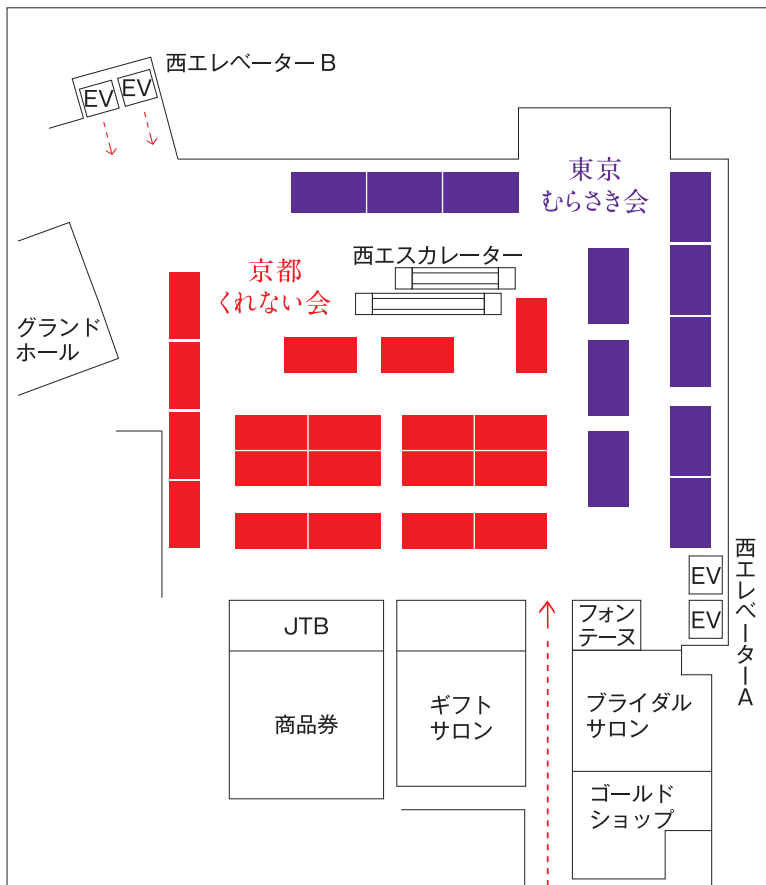 西エレベーターB
EV
EV
東京
むらさき会
西エスカレーター
京都
くれない会
グランド
ホール
EV
EV
西エレベーターA
JTB
フォン
テーヌ
商品券
ギフト
サロン
ブライダル
サロン
ゴールド
ショップ